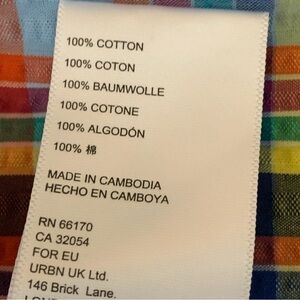 100% COTTON
100% COTON
100% BAUMWOLLE
100% COTONE
100% ALGODÓN
100% 棉
MADE IN CAMBODIA
HECHO EN CAMBOYA
RN 66170
CA 32054
FOR EU
URBN UK Ltd.
146 Brick Lane,